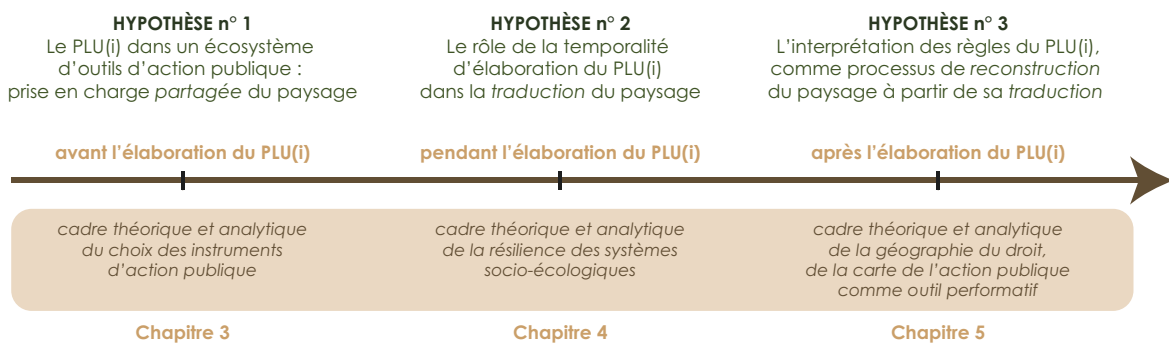 HYPOTHÈSE n° 1
Le PLU(i) dans un écosystème
d'outils d'action publique :
prise en charge partagée du paysage
HYPOTHÈSE n° 2
Le rôle de la temporalité
d'élaboration du PLU(i)
dans la traduction du paysage
HYPOTHÈSE n° 3
L'interprétation des règles du PLU(i),
comme processus de reconstruction
du paysage à partir de sa traduction
avant l'élaboration du PLU(i)
pendant l'élaboration du PLU(i)
après l'élaboration du PLU(i)
cadre théorique et analytique
du choix des instruments
d'action publique
cadre théorique et analytique
de la résilience des systèmes
socio-écologiques
cadre théorique et analytique
de la géographie du droit,
de la carte de l'action publique
comme outil performatif
Chapitre 3
Chapitre 4
Chapitre 5